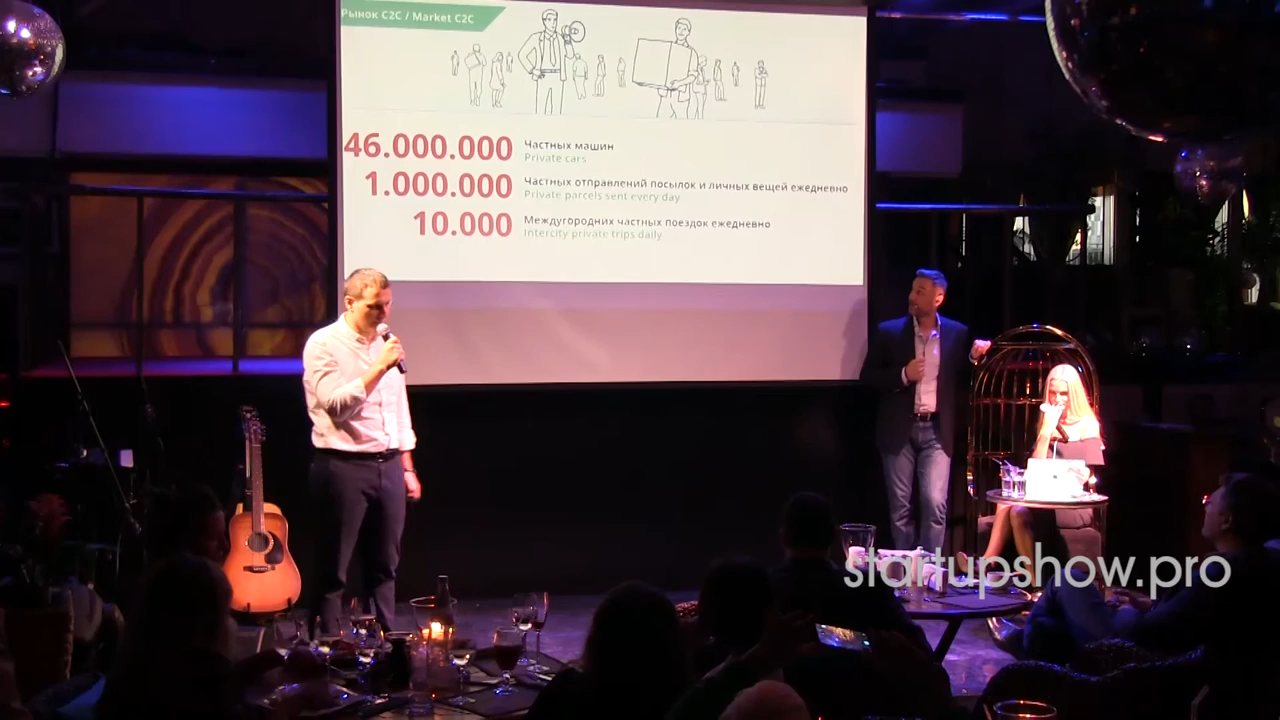 Рынок C2C / Market C2C
46.000.000 Частных машин
Private cars
1.000.000 Частных отправлений посылок и личных вещей ежедневно
Private parcels sent every day
10.000 Междугородних частных поездок ежедневно
Intercity private trips daily
startupshow.pro